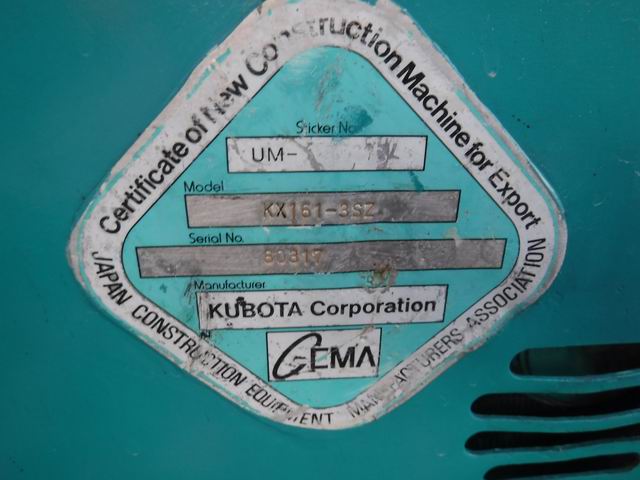 Certificate of New Construction Machine for Export
Sticker No.
UM-
Model
KX161-3SZ
Serial No.
80817
Manufacturer
KUBOTA Corporation
CEMA
JAPAN CONSTRUCTION EQUIPMENT MANUFACTURERS ASSOCIATION